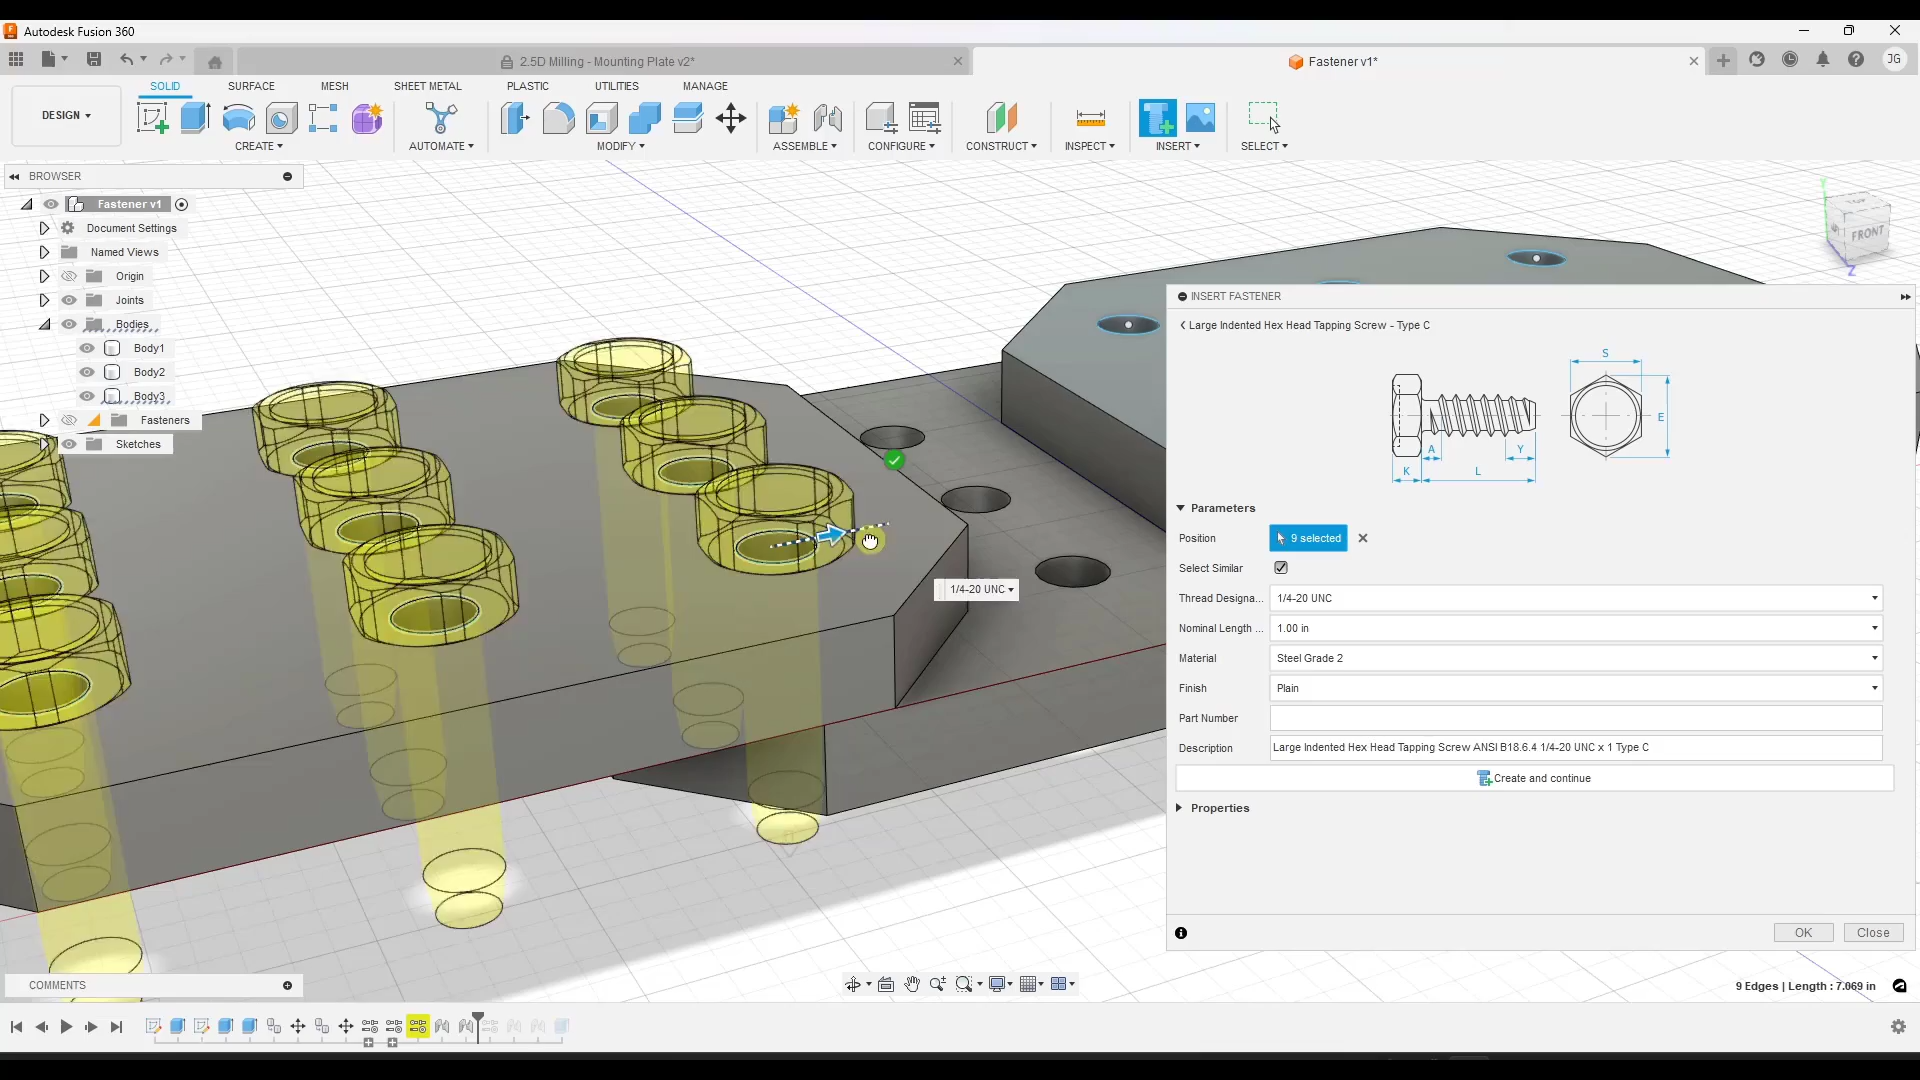 Autodesk Fusion 360
2.5D Milling - Mounting Plate v2*
Fastener v1*
JG
DESIGN
SOLID
SURFACE
MESH
SHEET METAL
PLASTIC
UTILITIES
MANAGE
CREATE
AUTOMATE
MODIFY
ASSEMBLE
CONFIGURE
CONSTRUCT
INSPECT
INSERT
SELECT
BROWSER
Fastener v1
Document Settings
Named Views
Origin
Joints
Bodies
Body1
Body2
Body3
Fasteners
Sketches
Y
TOP
FRONT
Z
1/4-20 UNC
INSERT FASTENER
Large Indented Hex Head Tapping Screw - Type C
S
E
A
Y
K
L
Parameters
Position
9 selected
Select Similar
Thread Designa...
1/4-20 UNC
Nominal Length ...
1.00 in
Material
Steel Grade 2
Finish
Plain
Part Number
Description
Large Indented Hex Head Tapping Screw ANSI B18.6.4 1/4-20 UNC x 1 Type C
Create and continue
Properties
OK
Close
COMMENTS
9 Edges | Length : 7.069 in